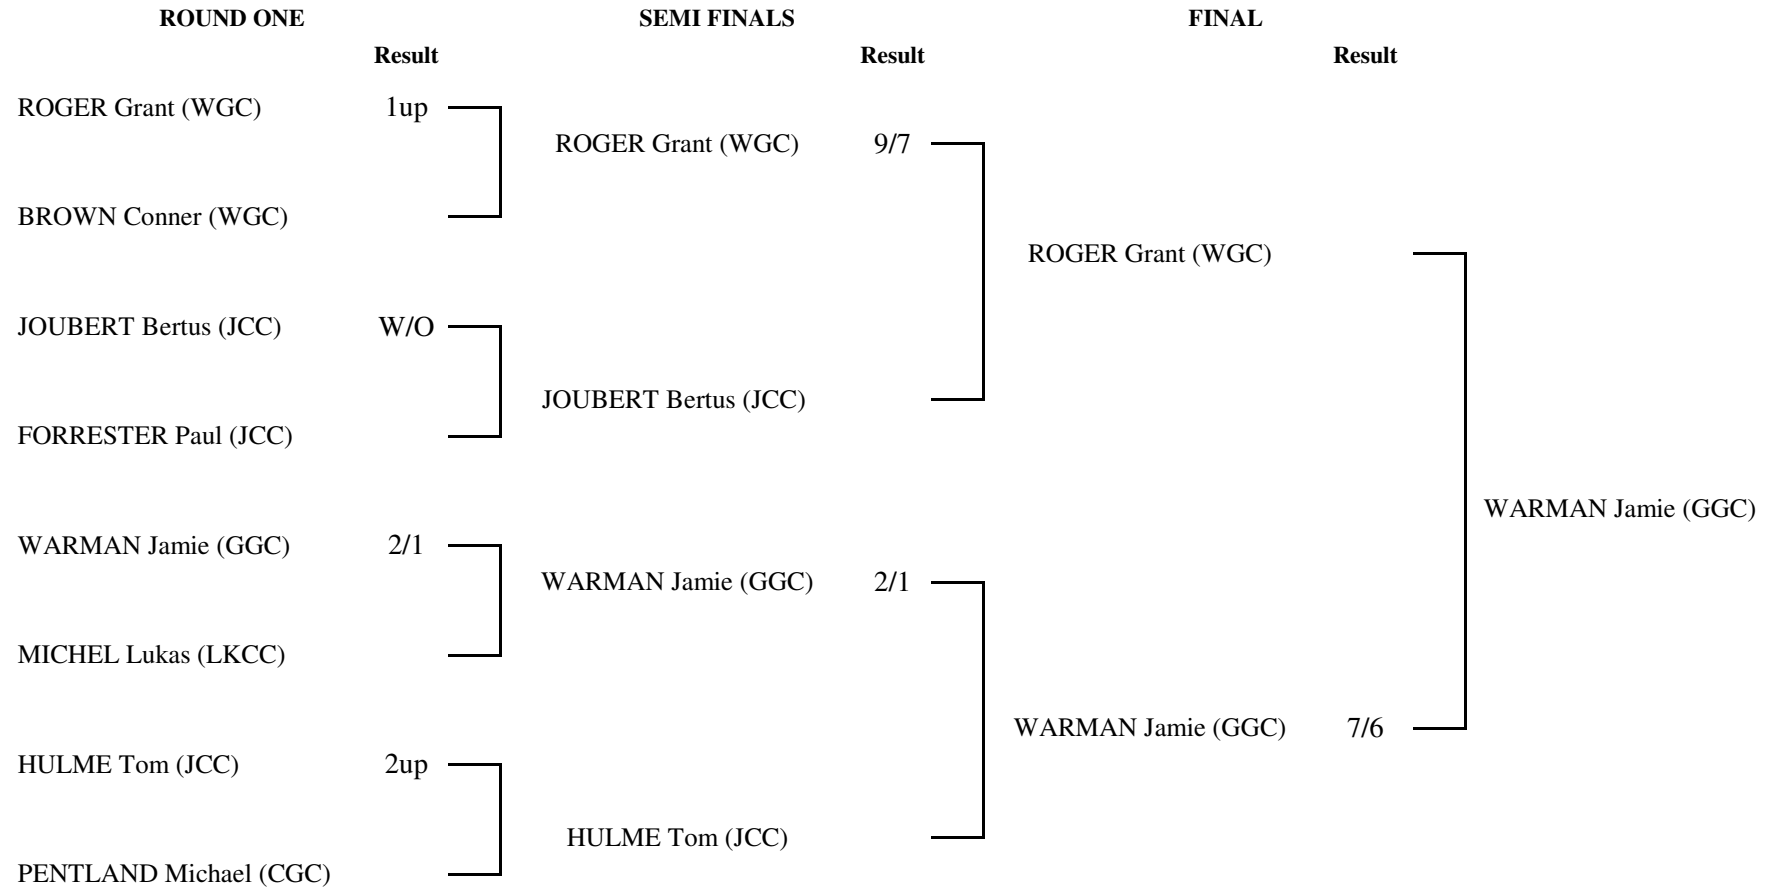 ROUND ONE SEMI FINALS FINAL
Result Result Result
ROGER Grant (WGC) 1up
ROGER Grant (WGC) 9/7
BROWN Conner (WGC)
ROGER Grant (WGC)
JOUBERT Bertus (JCC) W/O
JOUBERT Bertus (JCC)
FORRESTER Paul (JCC)
WARMAN Jamie (GGC)
WARMAN Jamie (GGC) 2/1
WARMAN Jamie (GGC) 2/1
MICHEL Lukas (LKCC)
WARMAN Jamie (GGC) 7/6
HULME Tom (JCC) 2up
HULME Tom (JCC)
PENTLAND Michael (CGC)